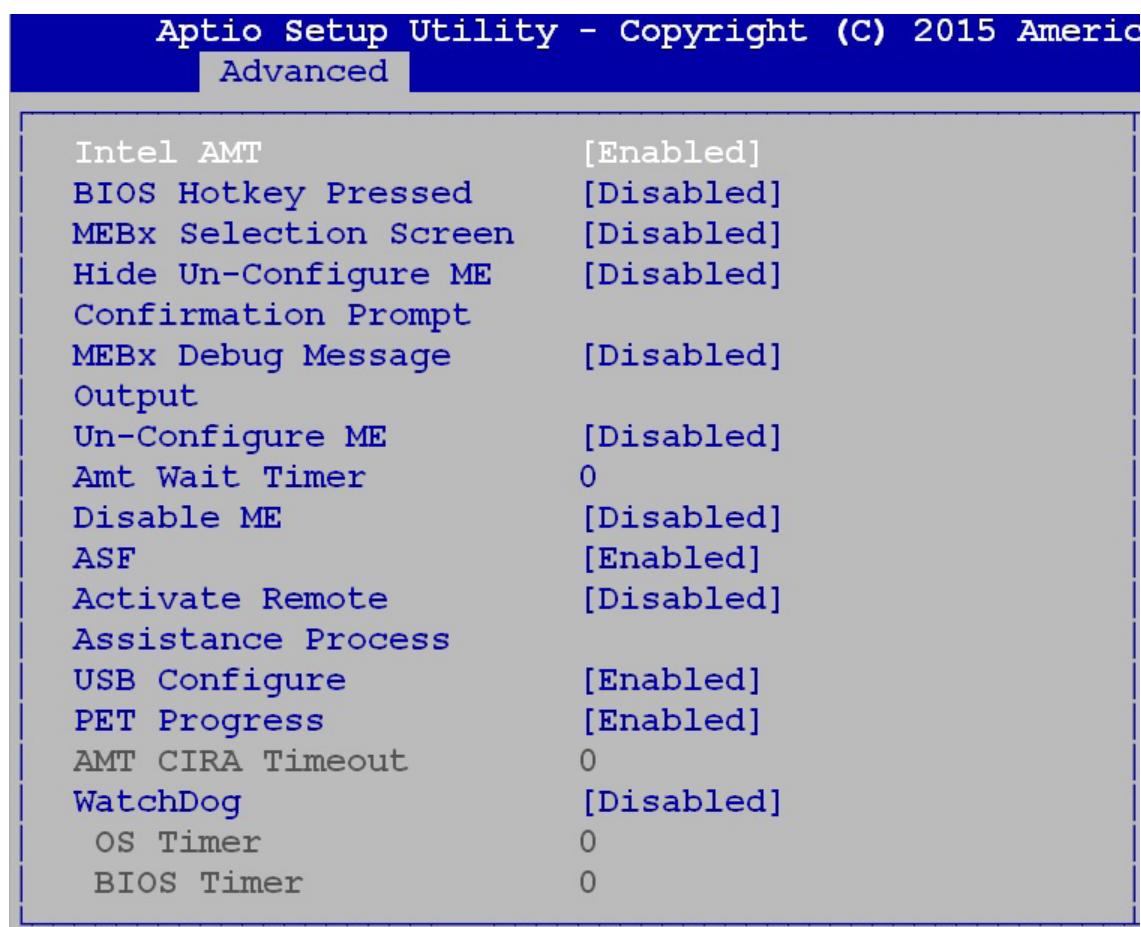 Aptio Setup Utility - Copyright (C) 2015 Americ
Advanced
Intel AMT [Enabled]
BIOS Hotkey Pressed [Disabled]
MEBx Selection Screen [Disabled]
Hide Un-Configure ME [Disabled]
Confirmation Prompt
MEBx Debug Message [Disabled]
Output
Un-Configure ME [Disabled]
Amt Wait Timer 0
Disable ME [Disabled]
ASF [Enabled]
Activate Remote [Disabled]
Assistance Process
USB Configure [Enabled]
PET Progress [Enabled]
AMT CIRA Timeout 0
WatchDog [Disabled]
OS Timer 0
BIOS Timer 0